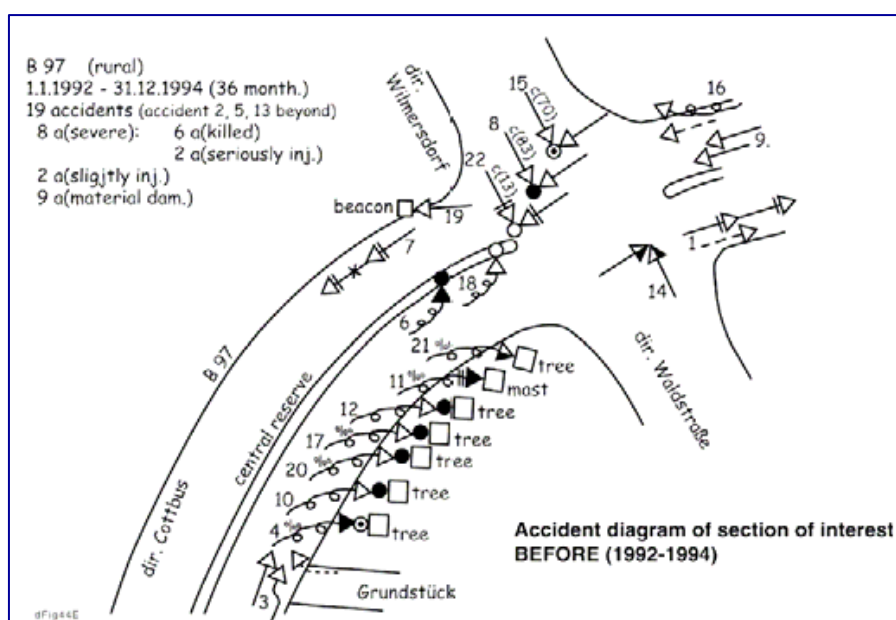 B 97 (rural)
1.1.1992 - 31.12.1994 (36 month.)
19 accidents (accident 2, 5, 13 beyond)
8 a(severe): 6 a(killed)
2 a(seriously inj.)
2 a(sligjtly inj.)
9 a(material dam.)
dir. Wilmersdorf
15
c(70)
8
c(83)
22
c(13)
16
9.
beacon
19
7
1
14
18
6
B 97
central reserve
dir. Cottbus
dir. Waldstraße
21
tree
11
mast
12
tree
17
tree
20
tree
10
tree
4
tree
3
Grundstück
Accident diagram of section of interest
BEFORE (1992-1994)
dFig44E